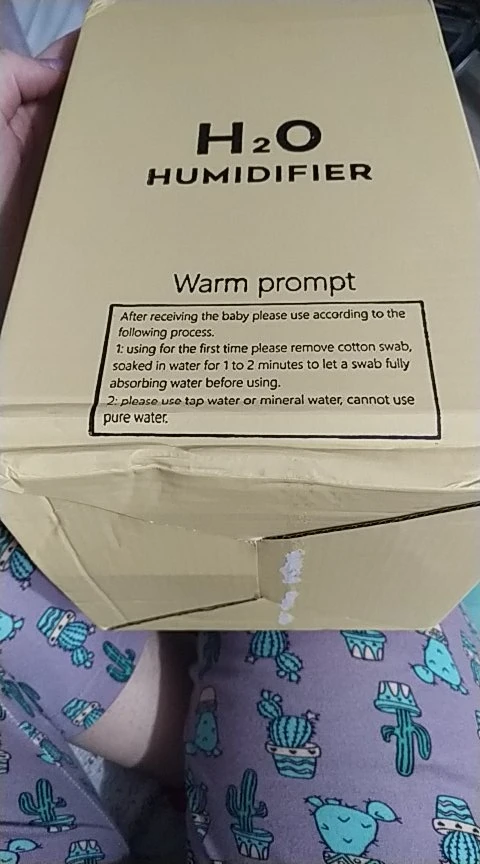 H2O
HUMIDIFIER
Warm prompt
After receiving the baby please use according to the
following process.
1: using for the first time please remove cotton swab,
soaked in water for 1 to 2 minutes to let a swab fully
absorbing water before using.
2: please use tap water or mineral water, cannot use
pure water.